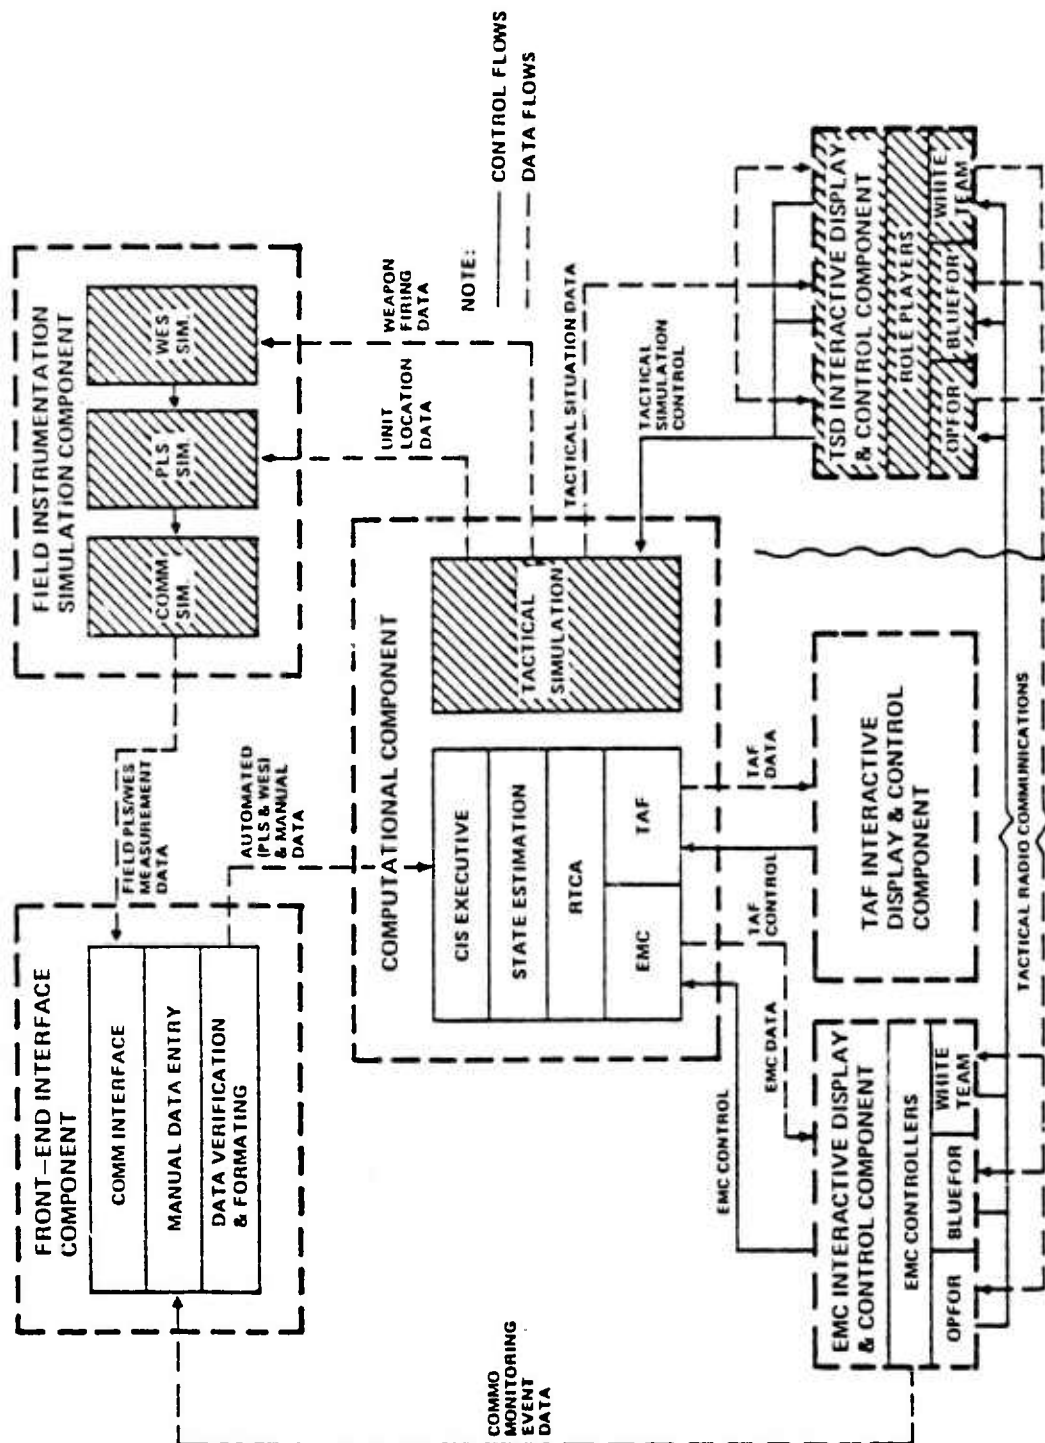 FRONT–END INTERFACE
COMPONENT
COMM INTERFACE
MANUAL DATA ENTRY
DATA VERIFICATION
& FORMATING
FIELD INSTRUMENTATION
SIMULATION COMPONENT
COMM
SIM.
PLS
SIM.
WES
SIM.
FIELD PLS/WES
MEASUREMENT
DATA
AUTOMATED
(PLS & WES)
& MANUAL
DATA
UNIT
LOCATION
DATA
WEAPON
FIRING
DATA
COMMO
MONITORING
EVENT
DATA
COMPUTATIONAL COMPONENT
CIS EXECUTIVE
STATE ESTIMATION
RTCA
EMC
TAF
TACTICAL
SIMULATION
NOTE:
CONTROL FLOWS
DATA FLOWS
TACTICAL SITUATION DATA
TACTICAL
SIMULATION
CONTROL
EMC CONTROL
EMC DATA
TAF
CONTROL
TAF
DATA
EMC INTERACTIVE DISPLAY
& CONTROL COMPONENT
EMC CONTROLLERS
OPFOR
BLUEFOR
WHITE
TEAM
TAF INTERACTIVE
DISPLAY & CONTROL
COMPONENT
TSD INTERACTIVE DISPLAY
& CONTROL COMPONENT
ROLE PLAYERS
OPFOR
BLUEFOR
WHITE
TEAM
TACTICAL RADIO COMMUNICATIONS